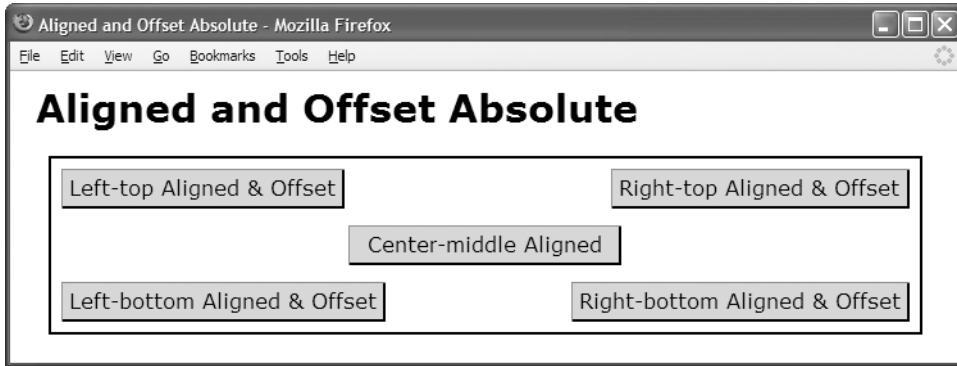 Aligned and Offset Absolute - Mozilla Firefox
File Edit View Go Bookmarks Tools Help
Aligned and Offset Absolute
Left-top Aligned & Offset
Right-top Aligned & Offset
Center-middle Aligned
Left-bottom Aligned & Offset
Right-bottom Aligned & Offset